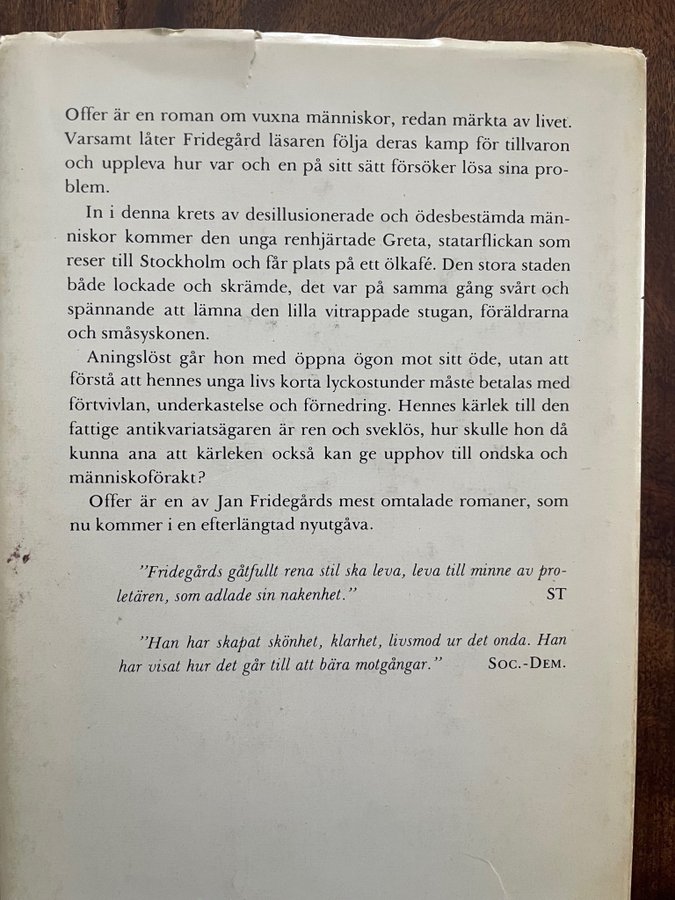 Offer är en roman om vuxna människor, redan märkta av livet.
Varsamt låter Fridegård läsaren följa deras kamp för tillvaron
och uppleva hur var och en på sitt sätt försöker lösa sina pro-
blem.
In i denna krets av desillusionerade och ödesbestämda män-
niskor kommer den unga renhjärtade Greta, statarflickan som
reser till Stockholm och får plats på ett ölkafé. Den stora staden
både lockade och skrämde, det var på samma gång svårt och
spännande att lämna den lilla vitrappade stugan, föräldrarna
och småsyskonen.
Aningslöst går hon med öppna ögon mot sitt öde, utan att
förstå att hennes unga livs korta lyckostunder måste betalas med
förtvivlan, underkastelse och förnedring. Hennes kärlek till den
fattige antikvariatsägaren är ren och sveklös, hur skulle hon då
kunna ana att kärleken också kan ge upphov till ondska och
människoförakt?
Offer är en av Jan Fridegårds mest omtalade romaner, som
nu kommer i en efterlängtad nyutgåva.
"Fridegårds gåtfullt rena stil ska leva, leva till minne av pro-
letären, som adlade sin nakenhet." ST
"Han har skapat skönhet, klarhet, livsmod ur det onda. Han
har visat hur det går till att bära motgångar." SOC.-DEM.